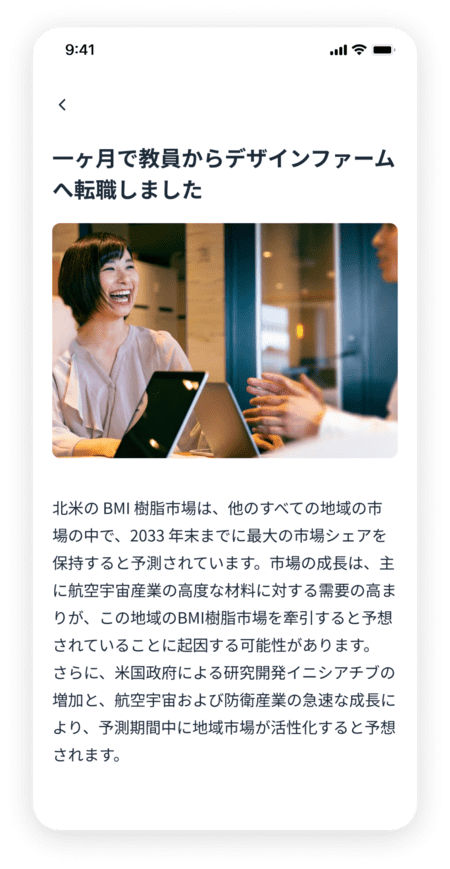 9:41
一ヶ月で教員からデザインファーム
へ転職しました
北米の BMI 樹脂市場は、他のすべての地域の市
場の中で、2033 年末までに最大の市場シェアを
保持すると予測されています。市場の成長は、主
に航空宇宙産業の高度な材料に対する需要の高ま
りが、この地域のBMI樹脂市場を牽引すると予想
されていることに起因する可能性があります。
さらに、米国政府による研究開発イニシアチブの
増加と、航空宇宙および防衛産業の急速な成長に
より、予測期間中に地域市場が活性化すると予想
されます。